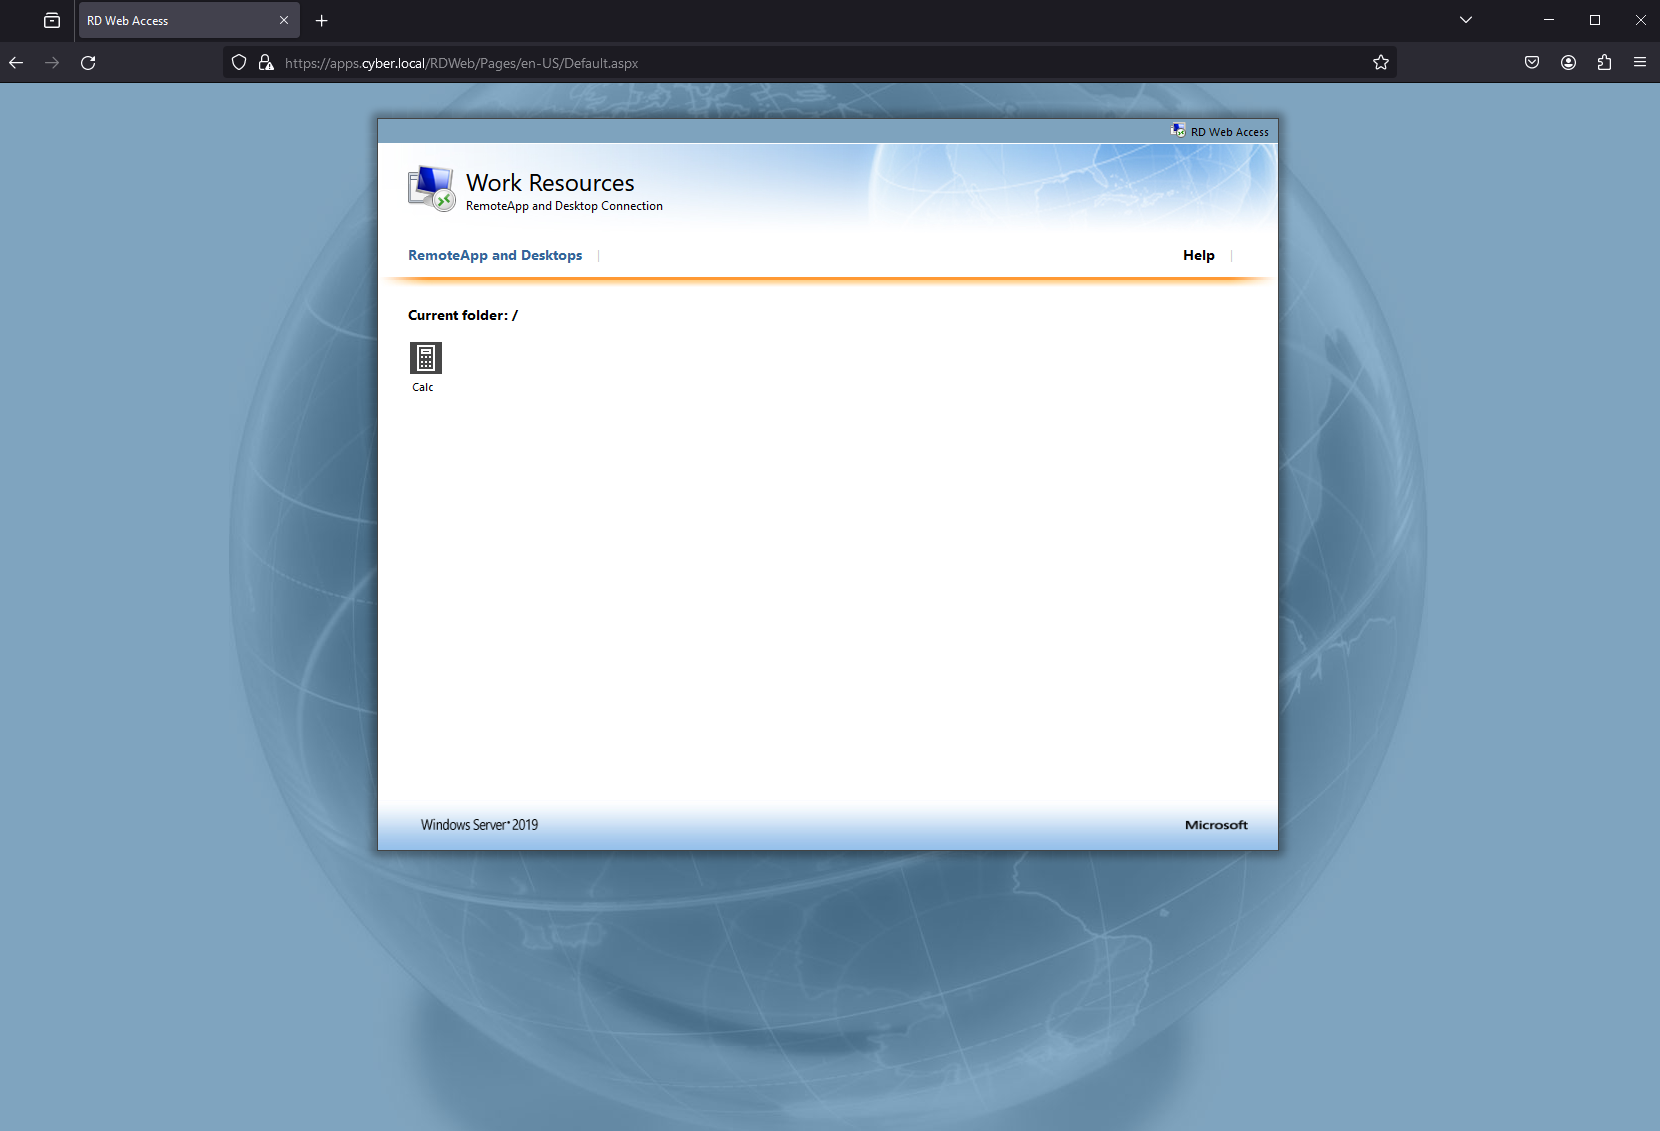 RD Web Access
https://apps.cyber.local/RDWeb/Pages/en-US/Default.aspx
RD Web Access
Work Resources
RemoteApp and Desktop Connection
RemoteApp and Desktops
Help
Current folder: /
Calc
Windows Server 2019
Microsoft